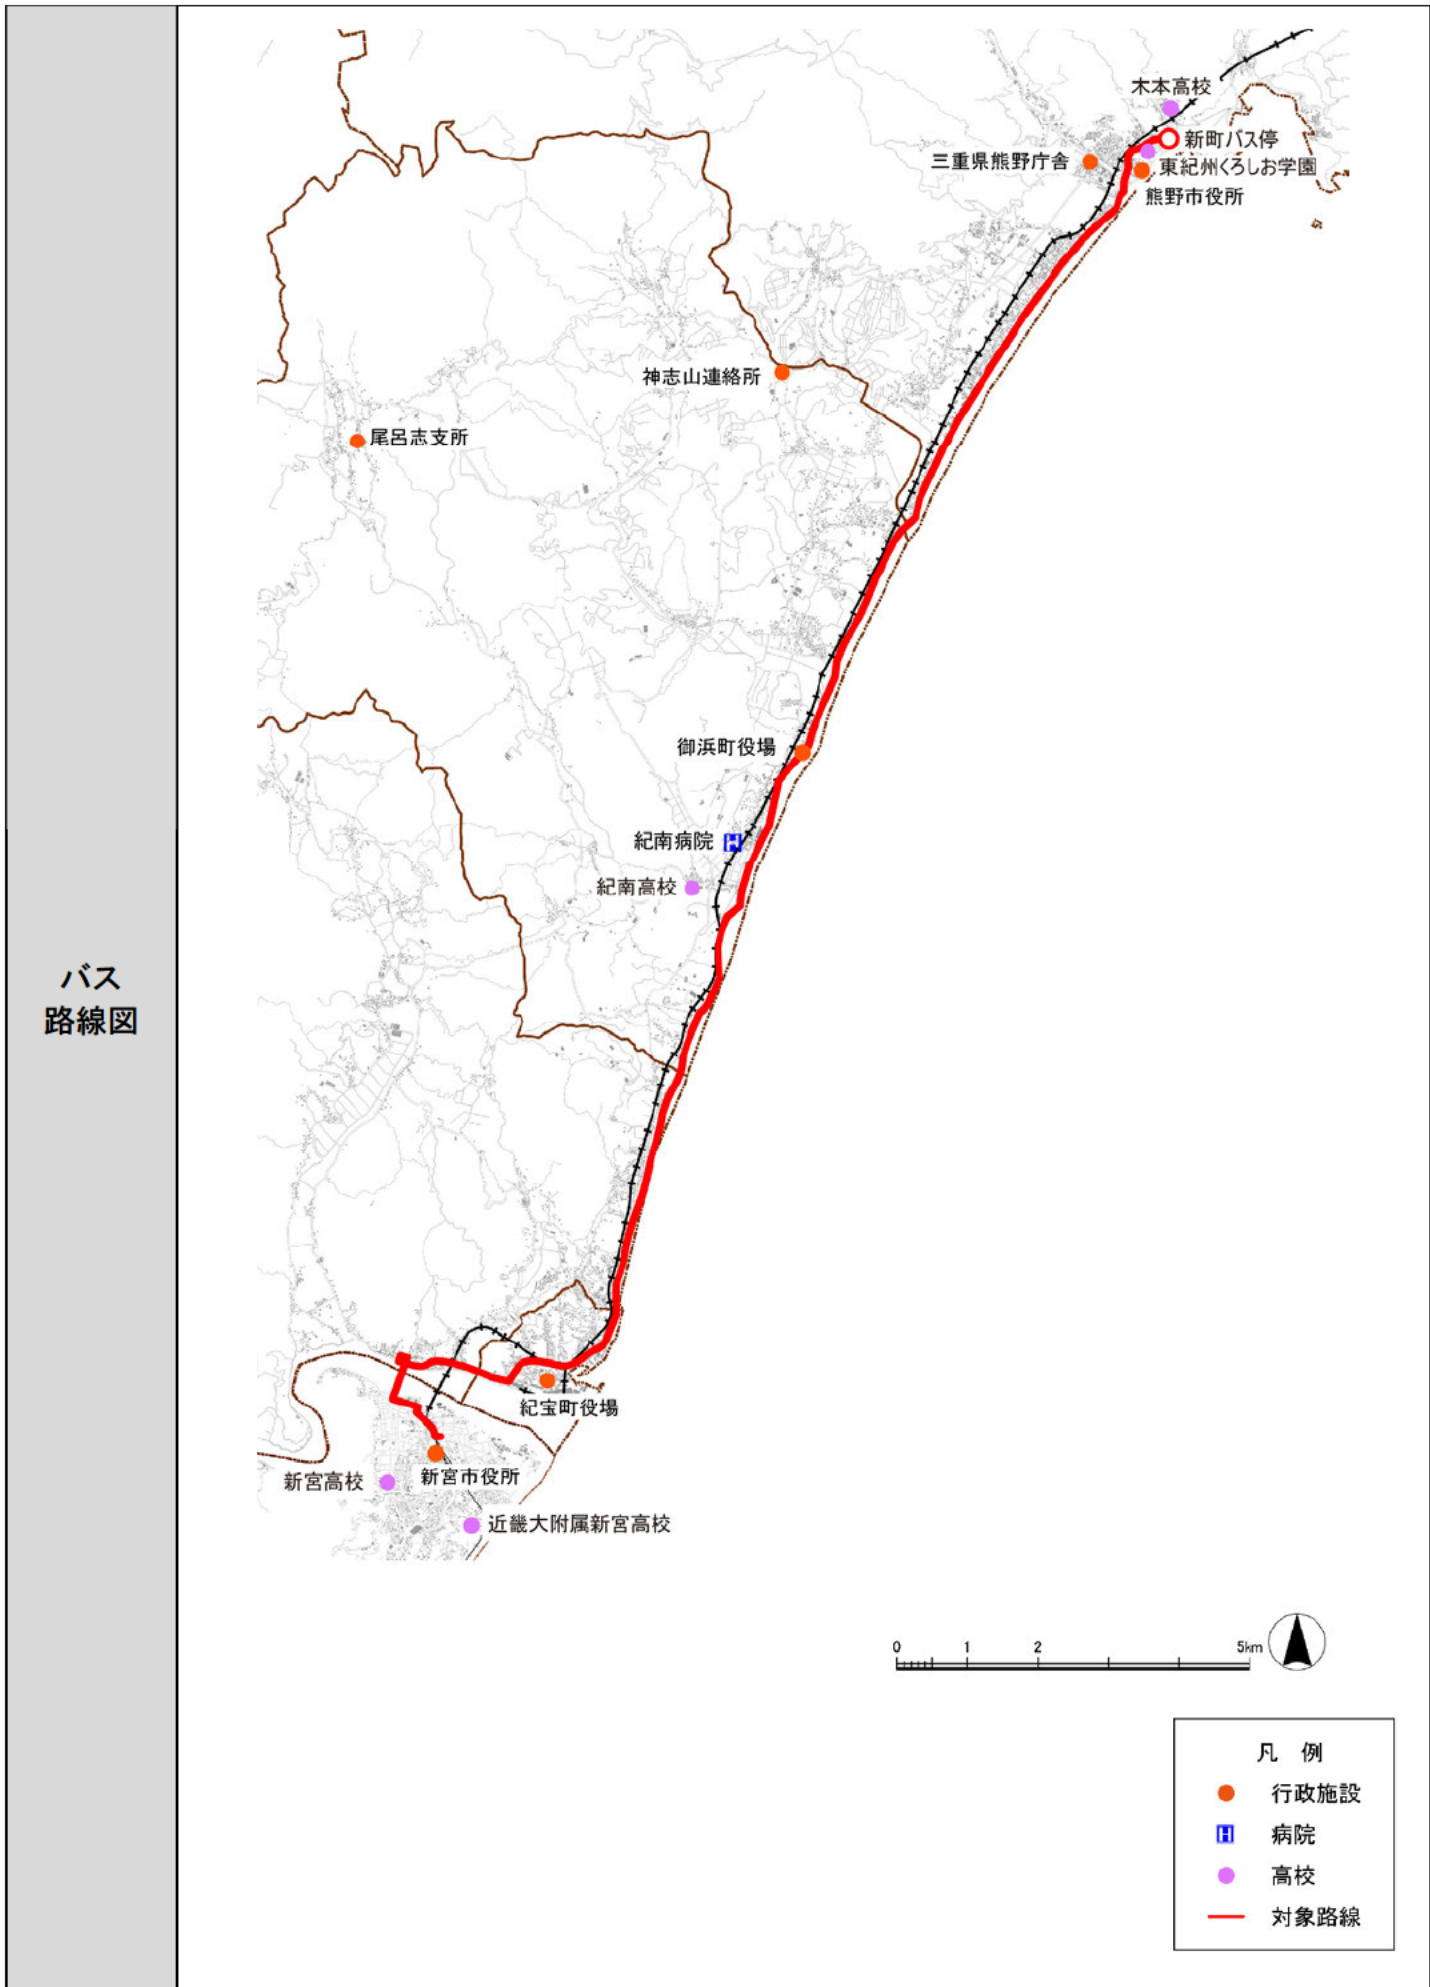 バス
路線図
木本高校
新町バス停
三重県熊野庁舎
東紀州くろしお学園
熊野市役所
神志山連絡所
尾呂志支所
御浜町役場
紀南病院
紀南高校
紀宝町役場
新宮市役所
新宮高校
近畿大附属新宮高校
0 1 2 5km
凡 例
行政施設
H 病院
高校
対象路線